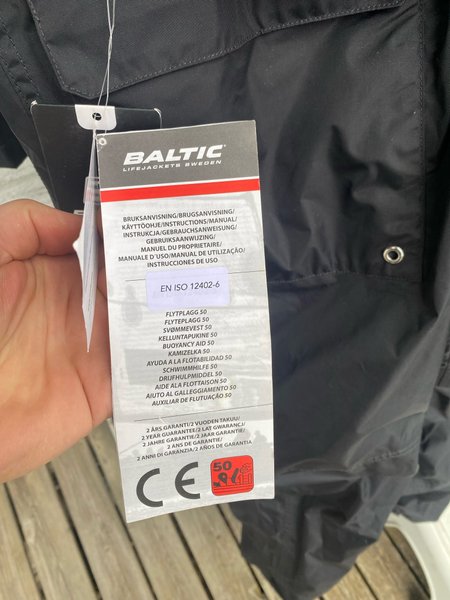 BALTIC
LIFEJACKETS SWEDEN
BRUKSANVISNING/BRUGSANVISNING/
KÄYTTÖOHJE/INSTRUCTIONS/MANUAL/
INSTRUKCJA/GEBRAUCHSANWEISUNG/
GEBRUIKSAANWIJZING/
MANUEL DU PROPRIETAIRE/
MANUALE D'USO/MANUAL DE UTILIZAÇÃO/
INSTRUCCIONES DE USO
EN ISO 12402-6
FLYTPLAGG 50
FLYTEPLAGG 50
SVØMMEVEST 50
KELLUNTAPUKINE 50
BUOYANCY AID 50
KAMIZELKA 50
AYUDA A LA FLOTABILIDAD 50
SCHWIMMHILFE 50
DRIJFHULPMIDDEL 50
AIDE ALA FLOTTAISON 50
AIUTO AL GALLEGGIAMENTO 50
AUXILIAR DE FLUTUAÇÃO 50
2 ÅRS GARANTI/2 VUODEN TAKUU/
2 YEAR GUARANTEE/2 LAT GWARANCJI/
2 JAHRE GARANTIE/2 JAAR GARANTIE/
2 ANS DE GARANTIE/
2 ANNI DI GARANZIA/2 AÑOS DE GARANTIA
CE
50